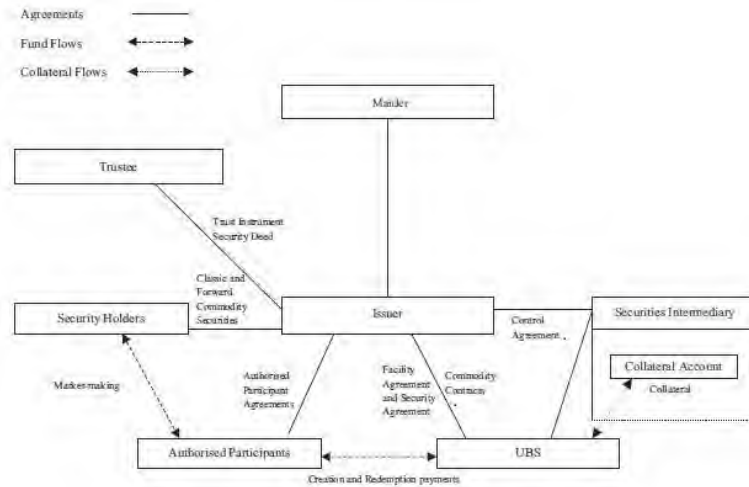 Agreements
Fund Flows
Collateral Flows
Manager
Trustee
Trust Instrument
Security Deed
Classic and
Forward
Commodity
Securities
Security Holders
Issuer
Securities Intermediary
Control
Agreement
Collateral Account
Collateral
Market-making
Authorised
Participant
Agreements
Facility
Agreement
and Security
Agreement
Commodity
Contracts
Authorised Participants
UBS
Creation and Redemption payments